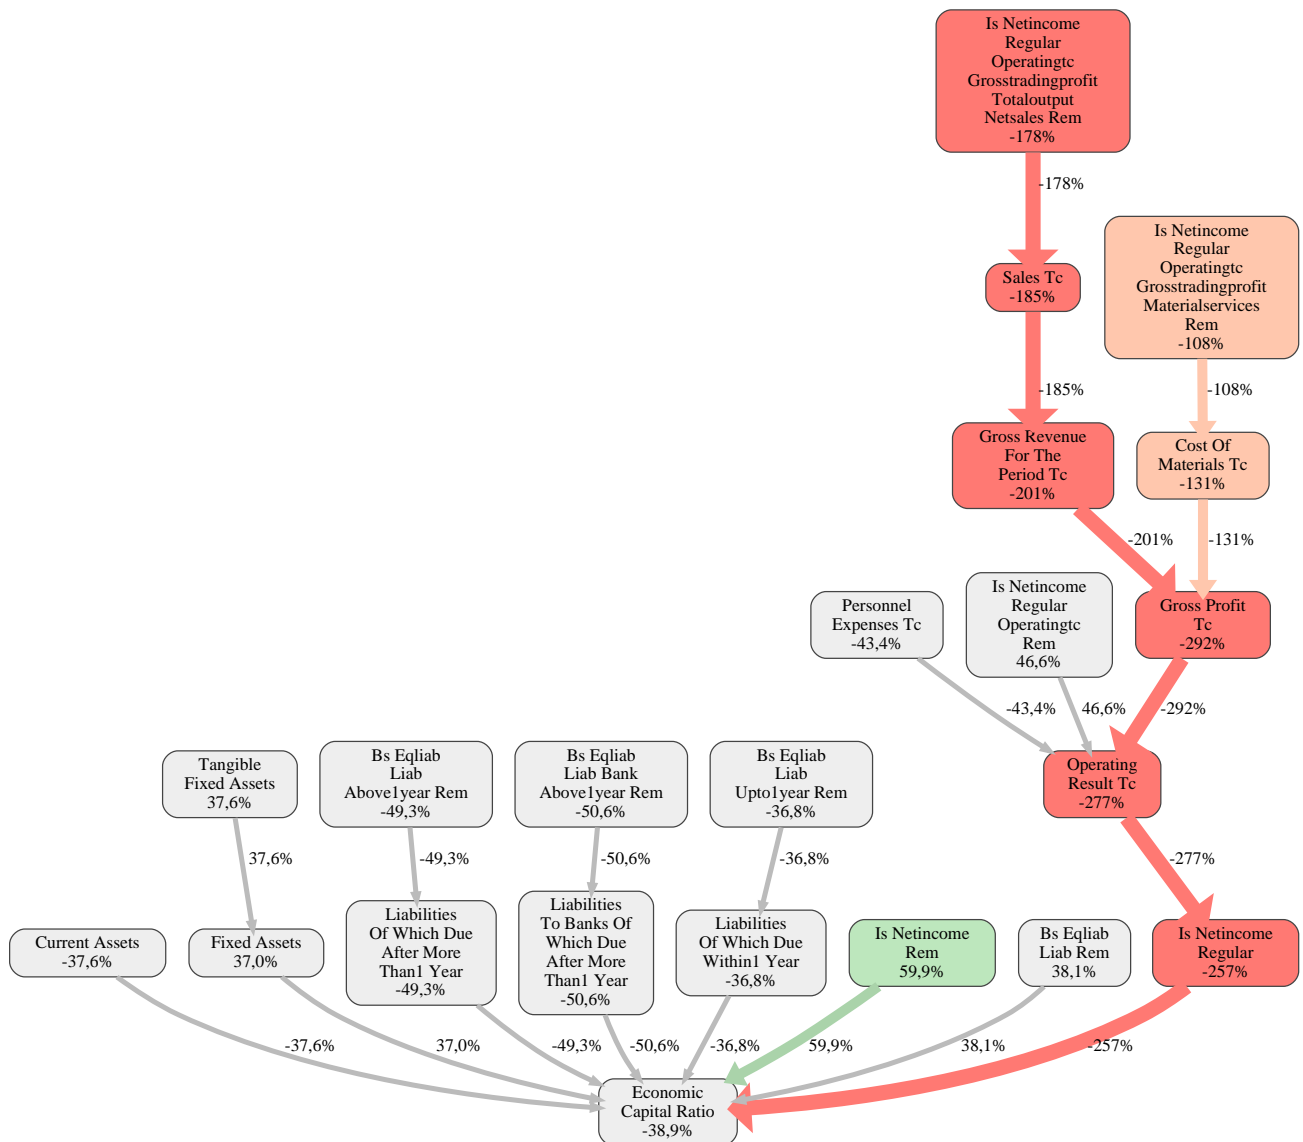 Is Netincome
Regular
Operatingtc
Grosstradingprofit
Totaloutput
Netsales Rem
-178%
-178%
Is Netincome
Regular
Operatingtc
Grosstradingprofit
Materialservices
Rem
-108%
Sales Tc
-185%
-185%
-108%
Gross Revenue
For The
Period Tc
-201%
Cost Of
Materials Tc
-131%
-201%
-131%
Personnel
Expenses Tc
-43,4%
Is Netincome
Regular
Operatingtc
Rem
46,6%
Gross Profit
Tc
-292%
-43,4%
46,6%
-292%
Tangible
Fixed Assets
37,6%
Bs Eqliab
Liab
Above1year Rem
-49,3%
Bs Eqliab
Liab Bank
Above1year Rem
-50,6%
Bs Eqliab
Liab
Upto1year Rem
-36,8%
Operating
Result Tc
-277%
37,6%
-49,3%
-50,6%
-36,8%
-277%
Current Assets
-37,6%
Fixed Assets
37,0%
Liabilities
Of Which Due
After More
Than1 Year
-49,3%
Liabilities
To Banks Of
Which Due
After More
Than1 Year
-50,6%
Liabilities
Of Which Due
Within1 Year
-36,8%
Is Netincome
Rem
59,9%
Bs Eqliab
Liab Rem
38,1%
Is Netincome
Regular
-257%
-37,6%
37,0%
-49,3%
-50,6%
-36,8%
59,9%
38,1%
-257%
Economic
Capital Ratio
-38,9%